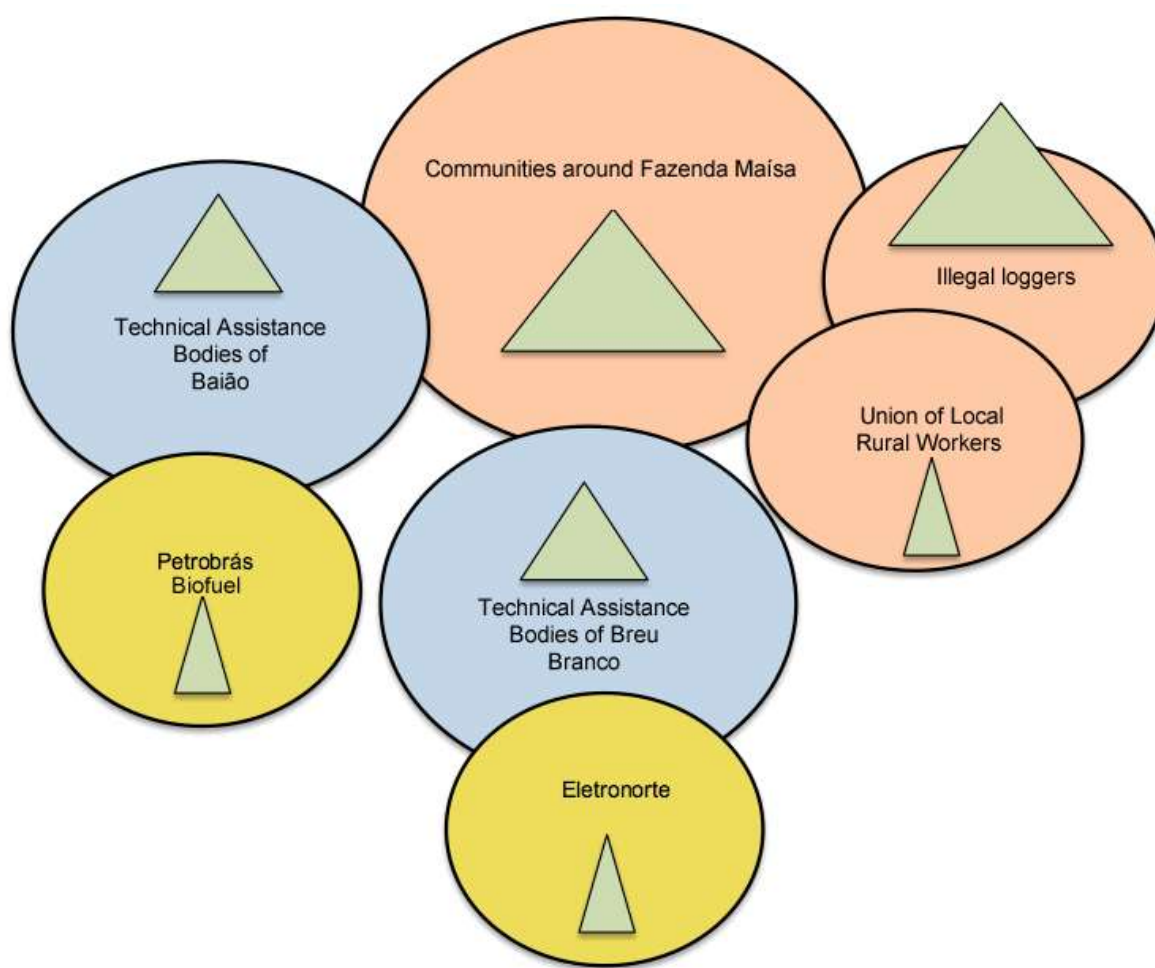 Communities around Fazenda Maísa
Illegal loggers
Technical Assistance
Bodies of
Baião
Union of Local
Rural Workers
Petrobrás
Biofuel
Technical Assistance
Bodies of Breu
Branco
Eletronorte